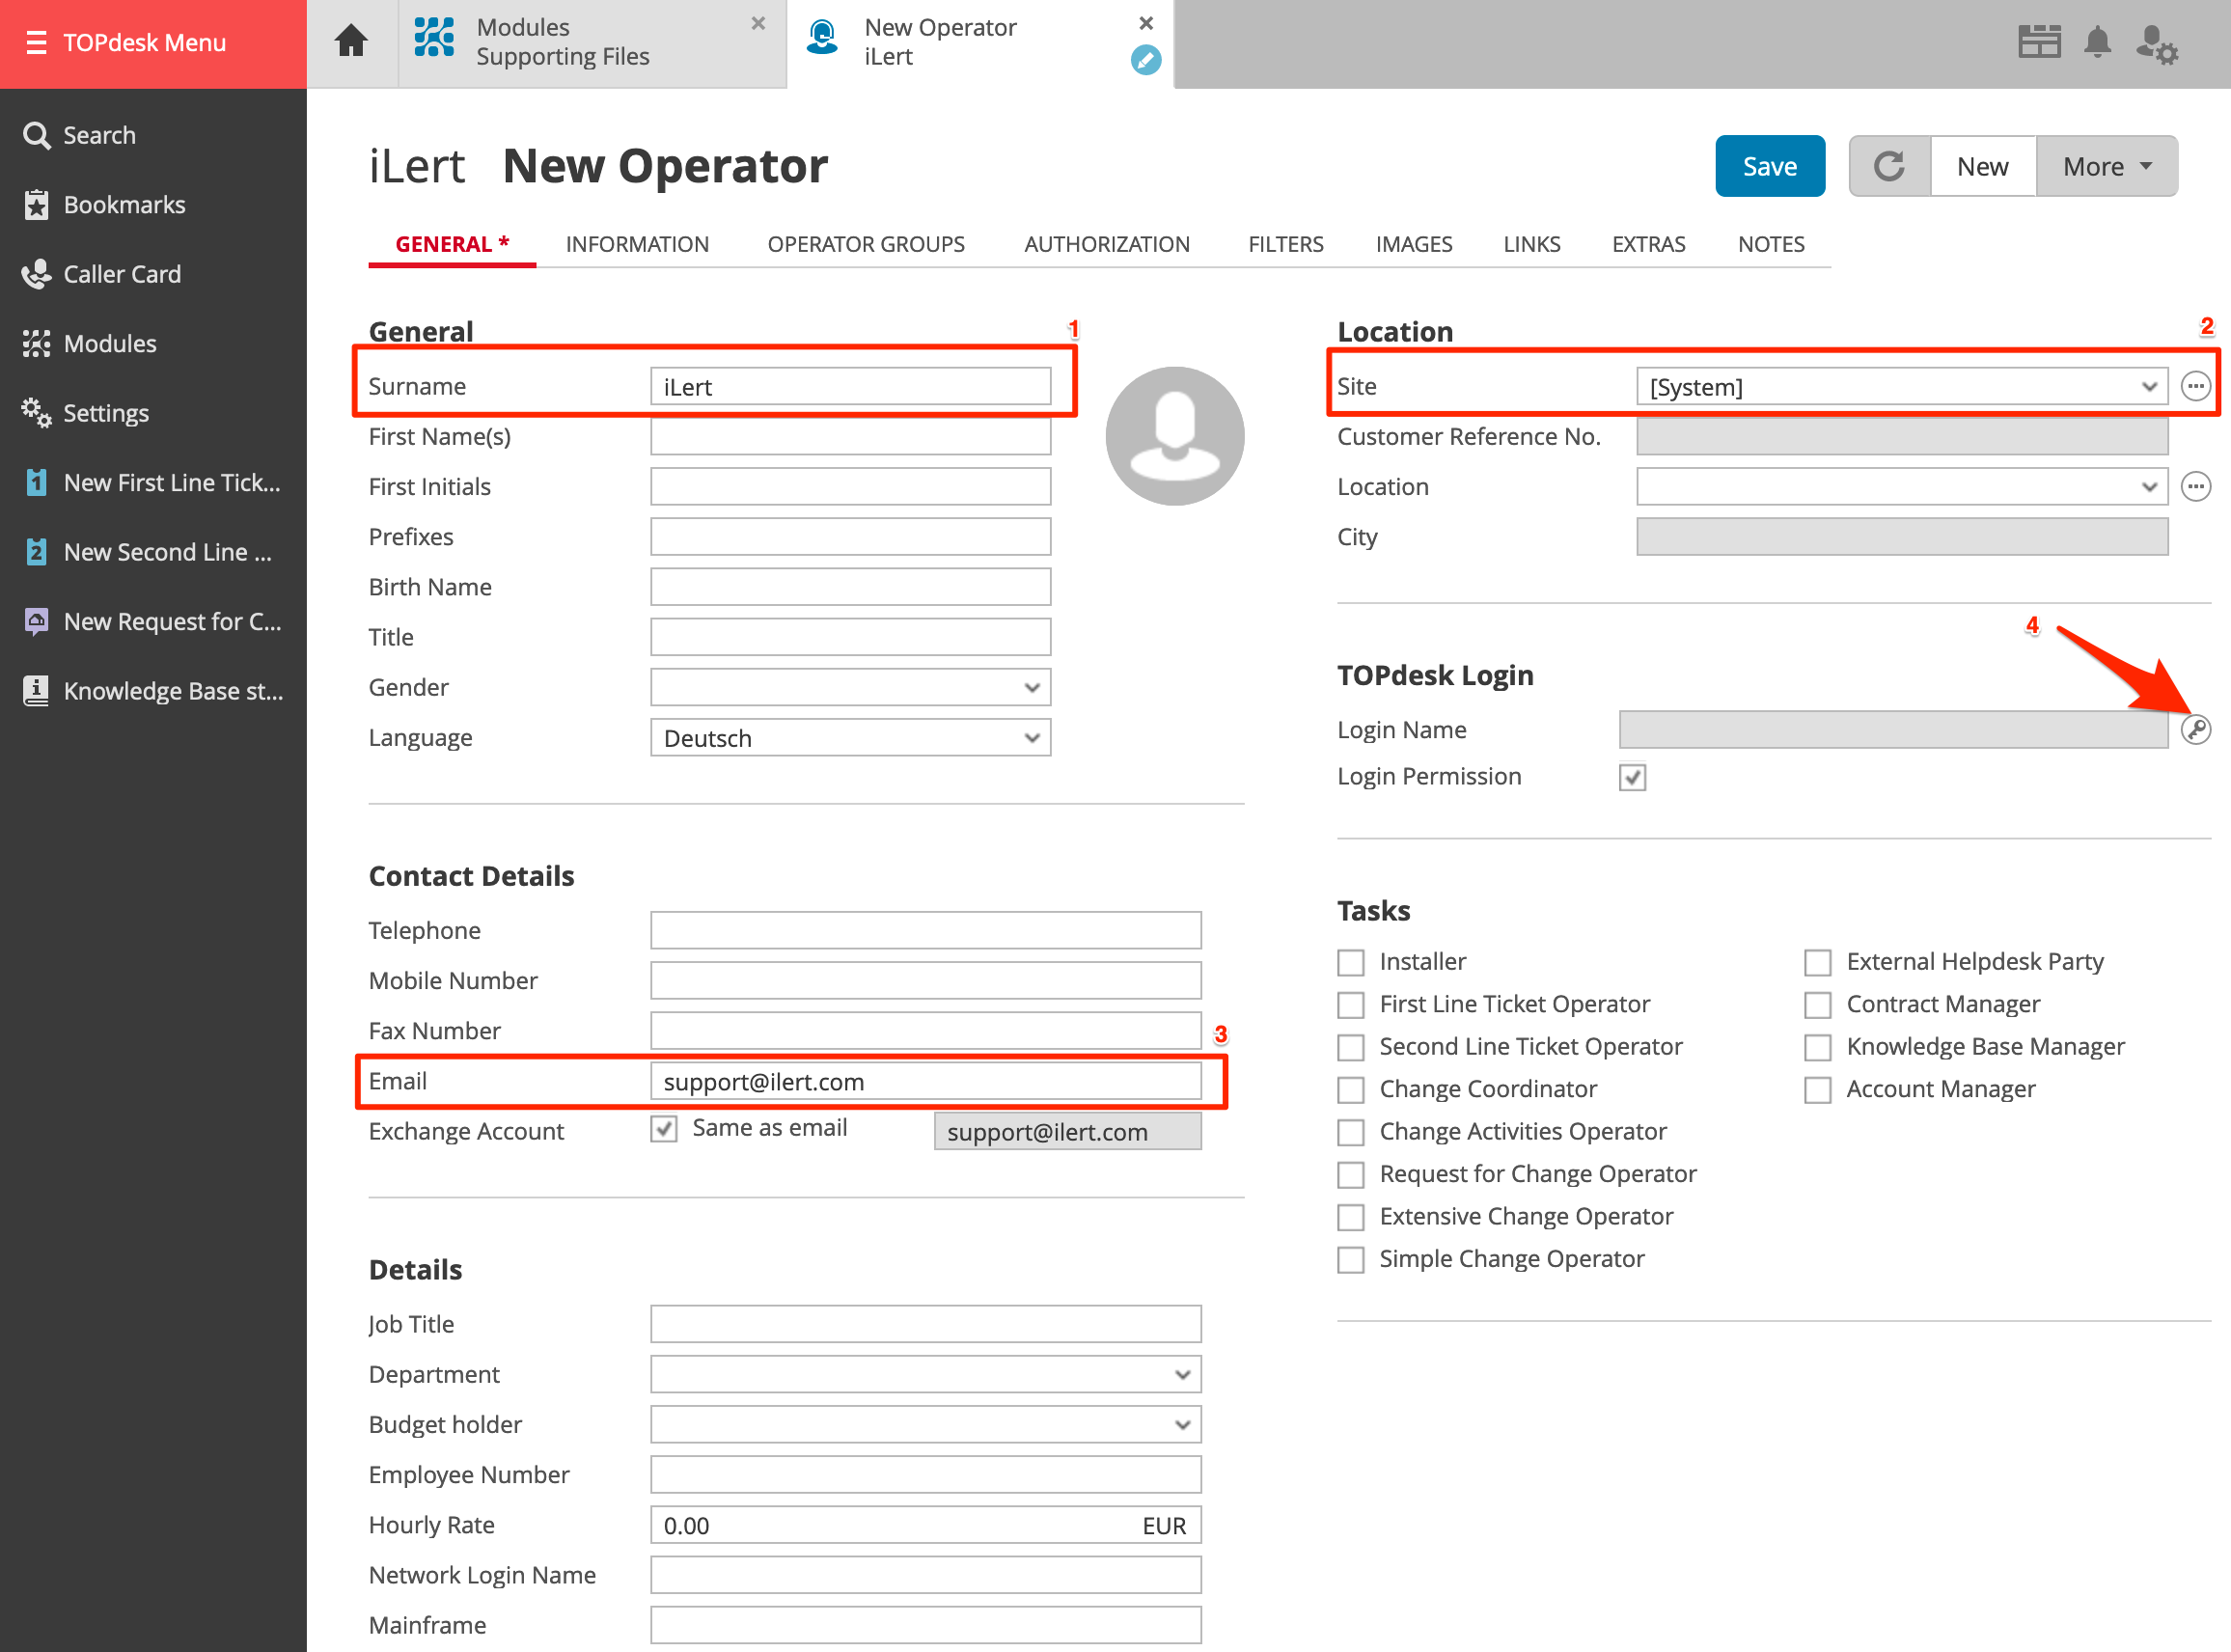 TOPdesk Menu
Modules
Supporting Files
New Operator
iLert
Search
Bookmarks
Caller Card
Modules
Settings
1 New First Line Tick...
2 New Second Line ...
New Request for C...
Knowledge Base st...
iLert New Operator
Save
New
More
GENERAL *
INFORMATION
OPERATOR GROUPS
AUTHORIZATION
FILTERS
IMAGES
LINKS
EXTRAS
NOTES
General
1
Surname iLert
First Name(s)
First Initials
Prefixes
Birth Name
Title
Gender
Language Deutsch
Contact Details
Telephone
Mobile Number
Fax Number
3
Email support@ilert.com
Exchange Account Same as email support@ilert.com
Details
Job Title
Department
Budget holder
Employee Number
Hourly Rate 0.00 EUR
Network Login Name
Mainframe
Location
2
Site [System]
Customer Reference No.
Location
City
4
TOPdesk Login
Login Name
Login Permission
Tasks
Installer
First Line Ticket Operator
Second Line Ticket Operator
Change Coordinator
Change Activities Operator
Request for Change Operator
Extensive Change Operator
Simple Change Operator
External Helpdesk Party
Contract Manager
Knowledge Base Manager
Account Manager